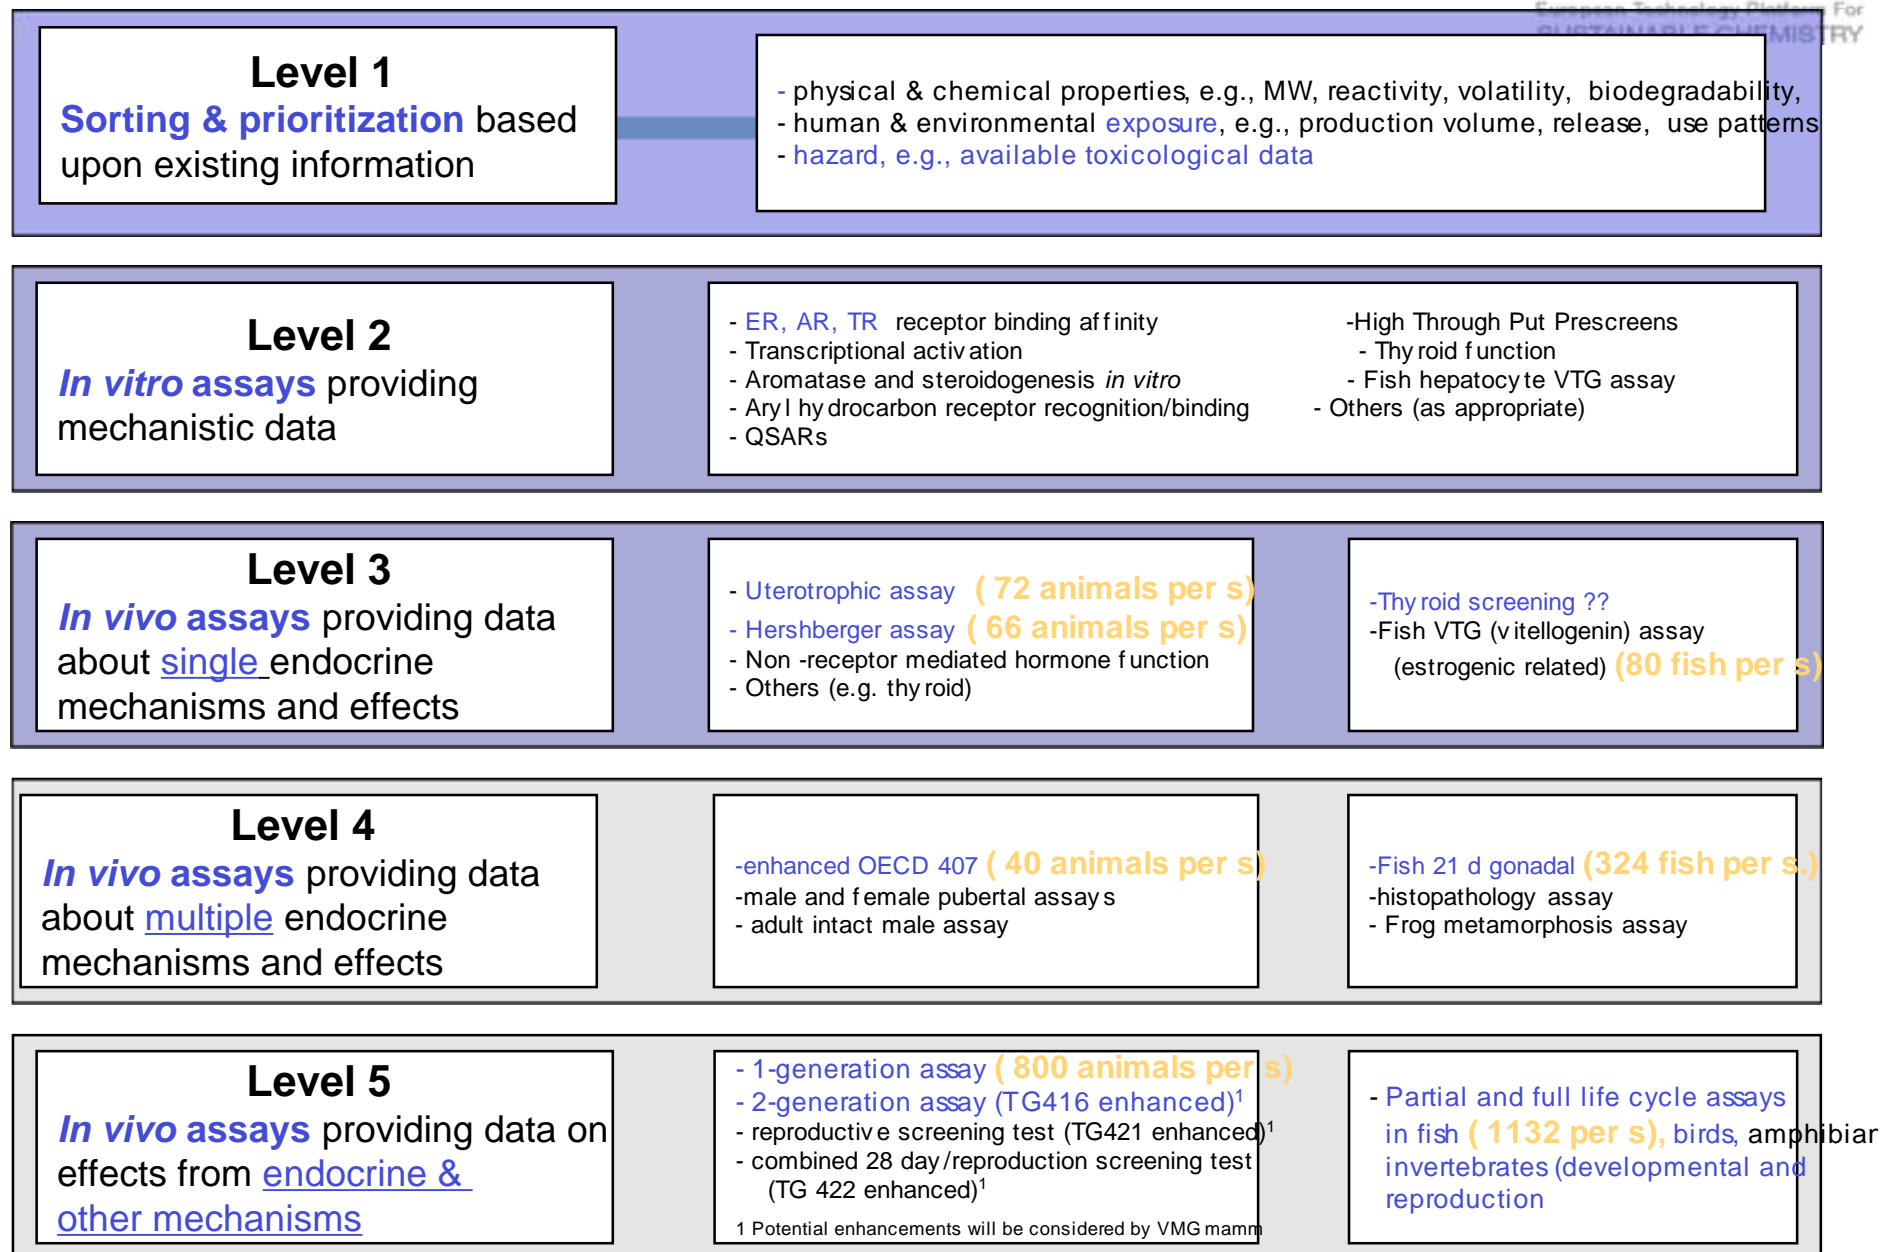 European Technology Platform For
SUSTAINABLE CHEMISTRY
Level 1
Sorting & prioritization based
upon existing information
- physical & chemical properties, e.g., MW, reactivity, volatility, biodegradability,
- human & environmental exposure, e.g., production volume, release, use patterns
- hazard, e.g., available toxicological data
Level 2
In vitro assays providing
mechanistic data
- ER, AR, TR receptor binding affinity
- Transcriptional activation
- Aromatase and steroidogenesis in vitro
- Aryl hydrocarbon receptor recognition/binding
- QSARs
-High Through Put Prescreens
- Thyroid function
- Fish hepatocyte VTG assay
- Others (as appropriate)
Level 3
In vivo assays providing data
about single endocrine
mechanisms and effects
- Uterotrophic assay ( 72 animals per s)
- Hershberger assay ( 66 animals per s)
- Non -receptor mediated hormone function
- Others (e.g. thyroid)
-Thyroid screening ??
-Fish VTG (vitellogenin) assay
(estrogenic related) (80 fish per s)
Level 4
In vivo assays providing data
about multiple endocrine
mechanisms and effects
-enhanced OECD 407 ( 40 animals per s)
-male and female pubertal assays
- adult intact male assay
-Fish 21 d gonadal (324 fish per s.)
-histopathology assay
- Frog metamorphosis assay
Level 5
In vivo assays providing data on
effects from endocrine &
other mechanisms
- 1-generation assay ( 800 animals per s)
- 2-generation assay (TG416 enhanced)1
- reproductive screening test (TG421 enhanced)1
- combined 28 day/reproduction screening test
(TG 422 enhanced)1
1 Potential enhancements will be considered by VMG mamm
- Partial and full life cycle assays
in fish ( 1132 per s), birds, amphibian
invertebrates (developmental and
reproduction